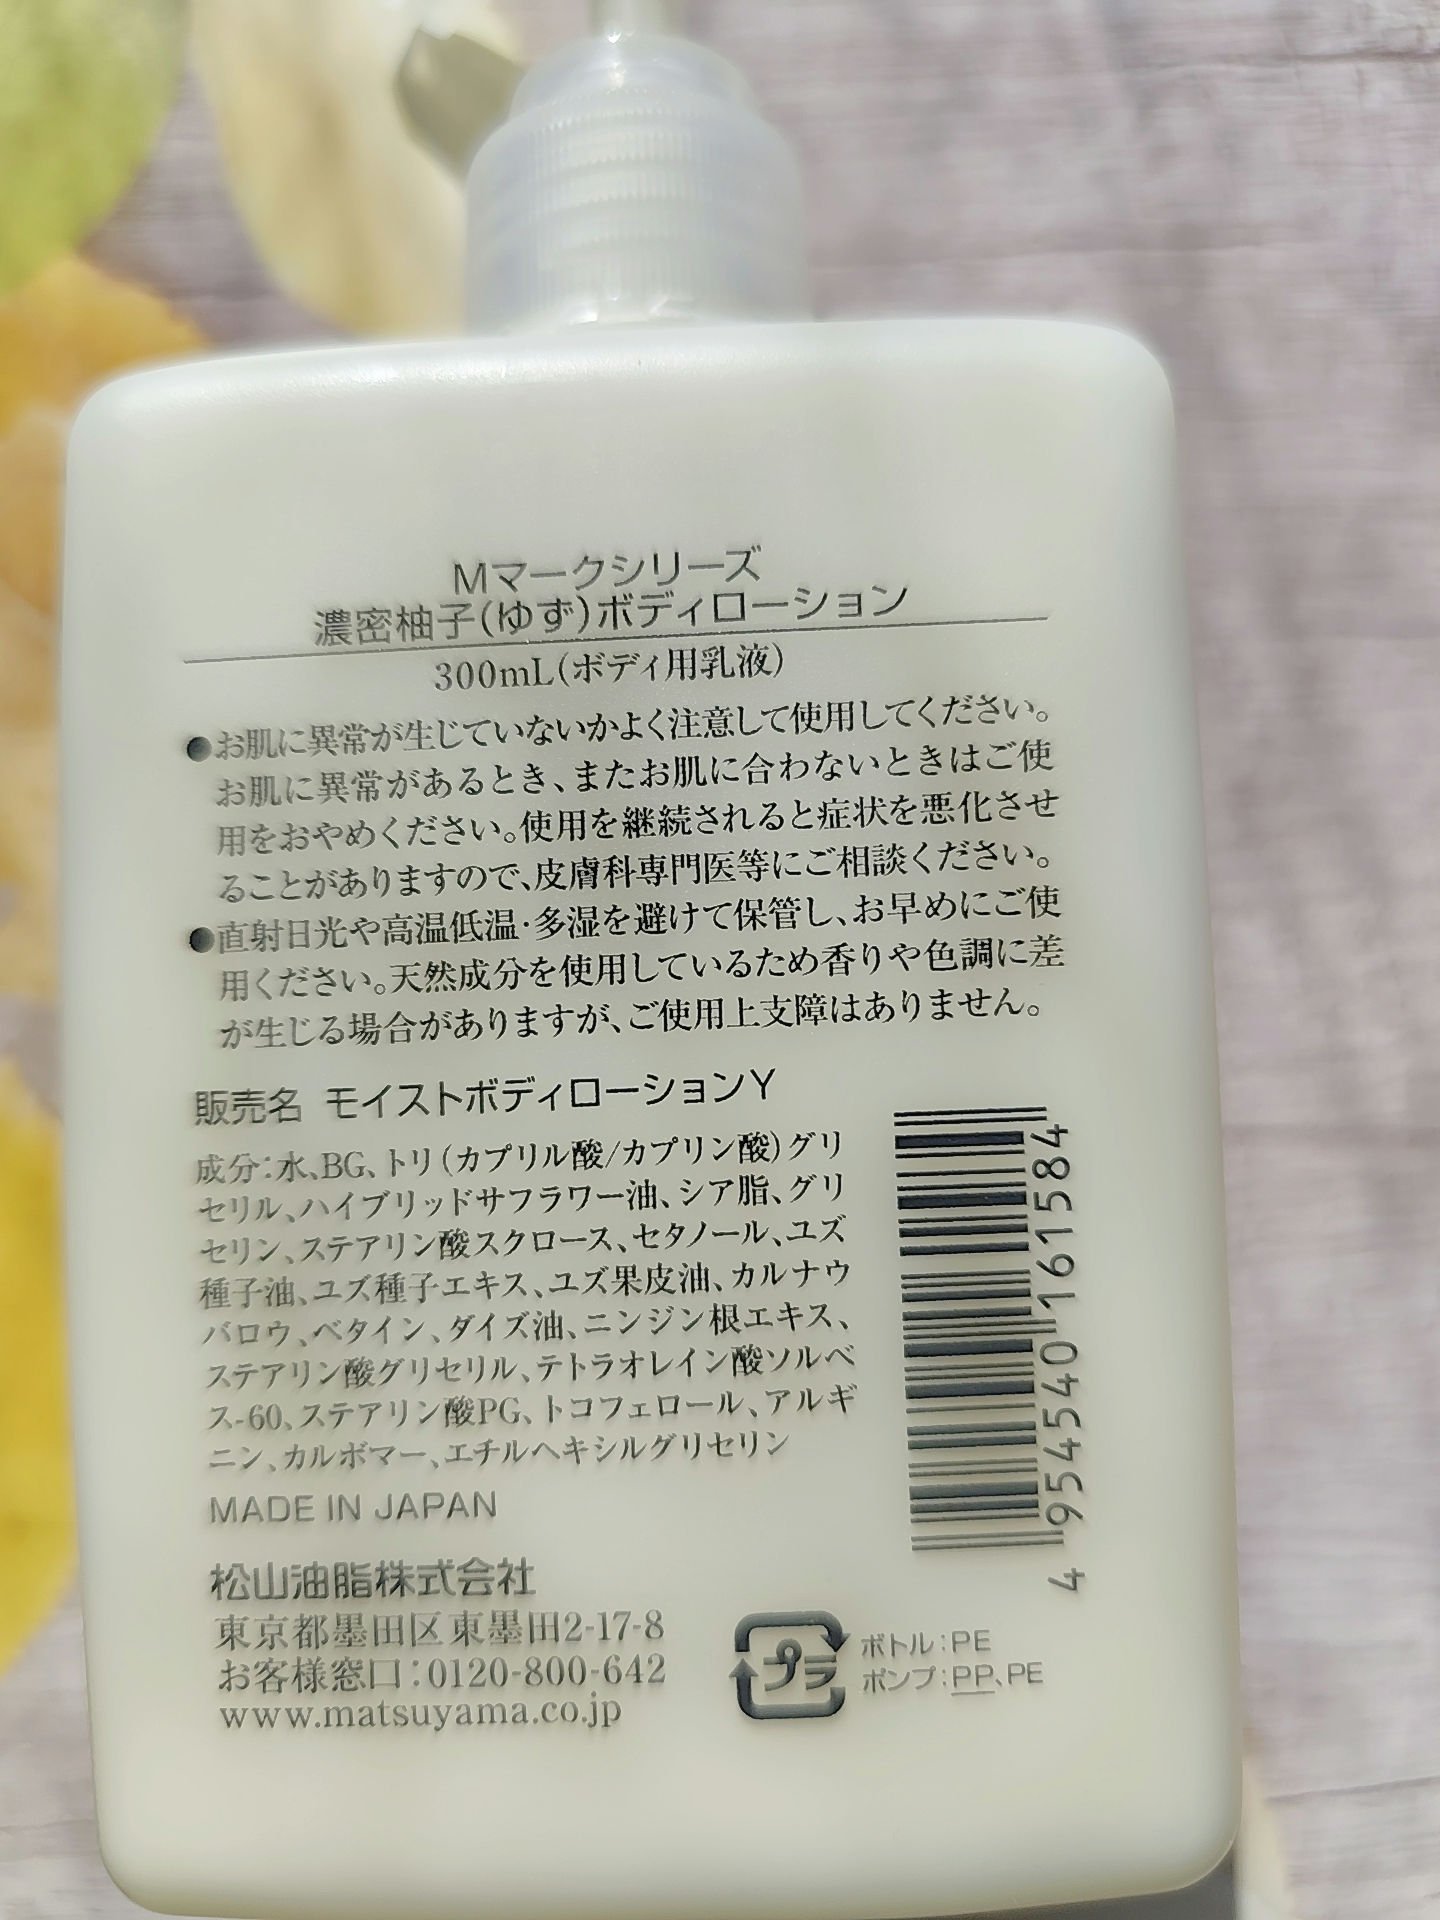 Mマークシリーズ
濃密柚子(ゆず)ボディローション
300mL(ボディ用乳液)
●お肌に異常が生じていないかよく注意して使用してください。
お肌に異常があるとき、またお肌に合わないときはご使
用をおやめください。使用を継続されると症状を悪化させ
ることがありますので、皮膚科専門医等にご相談ください。
●直射日光や高温低温・多湿を避けて保管し、お早めにご使
用ください。天然成分を使用しているため香りや色調に差
が生じる場合がありますが、ご使用上支障はありません。
販売名 モイストボディローションY
成分:水、BG、トリ(カプリル酸/カプリン酸)グリ
セリル、ハイブリッドサフラワー油、シア脂、グリ
セリン、ステアリン酸スクロース、セタノール、ユズ
種子油、ユズ種子エキス、ユズ果皮油、カルナウ
バロウ、ベタイン、ダイズ油、ニンジン根エキス、
ステアリン酸グリセリル、テトラオレイン酸ソルベ
ス-60、ステアリン酸PG、トコフェロール、アルギ
ニン、カルボマー、エチルヘキシルグリセリン
MADE IN JAPAN
松山油脂株式会社
東京都墨田区東墨田2-17-8
お客様窓口:0120-800-642
www.matsuyama.co.jp
4 954540 161584
プラ
ボトル:PE
ポンプ:PP、PE